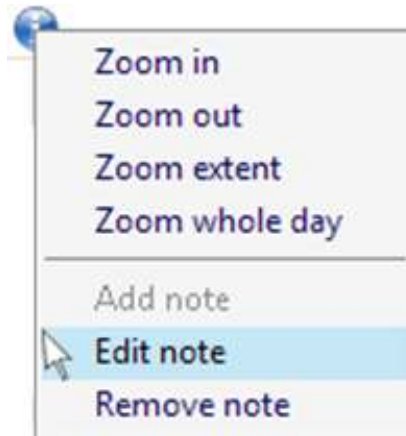 Zoom in
Zoom out
Zoom extent
Zoom whole day
Add note
Edit note
Remove note